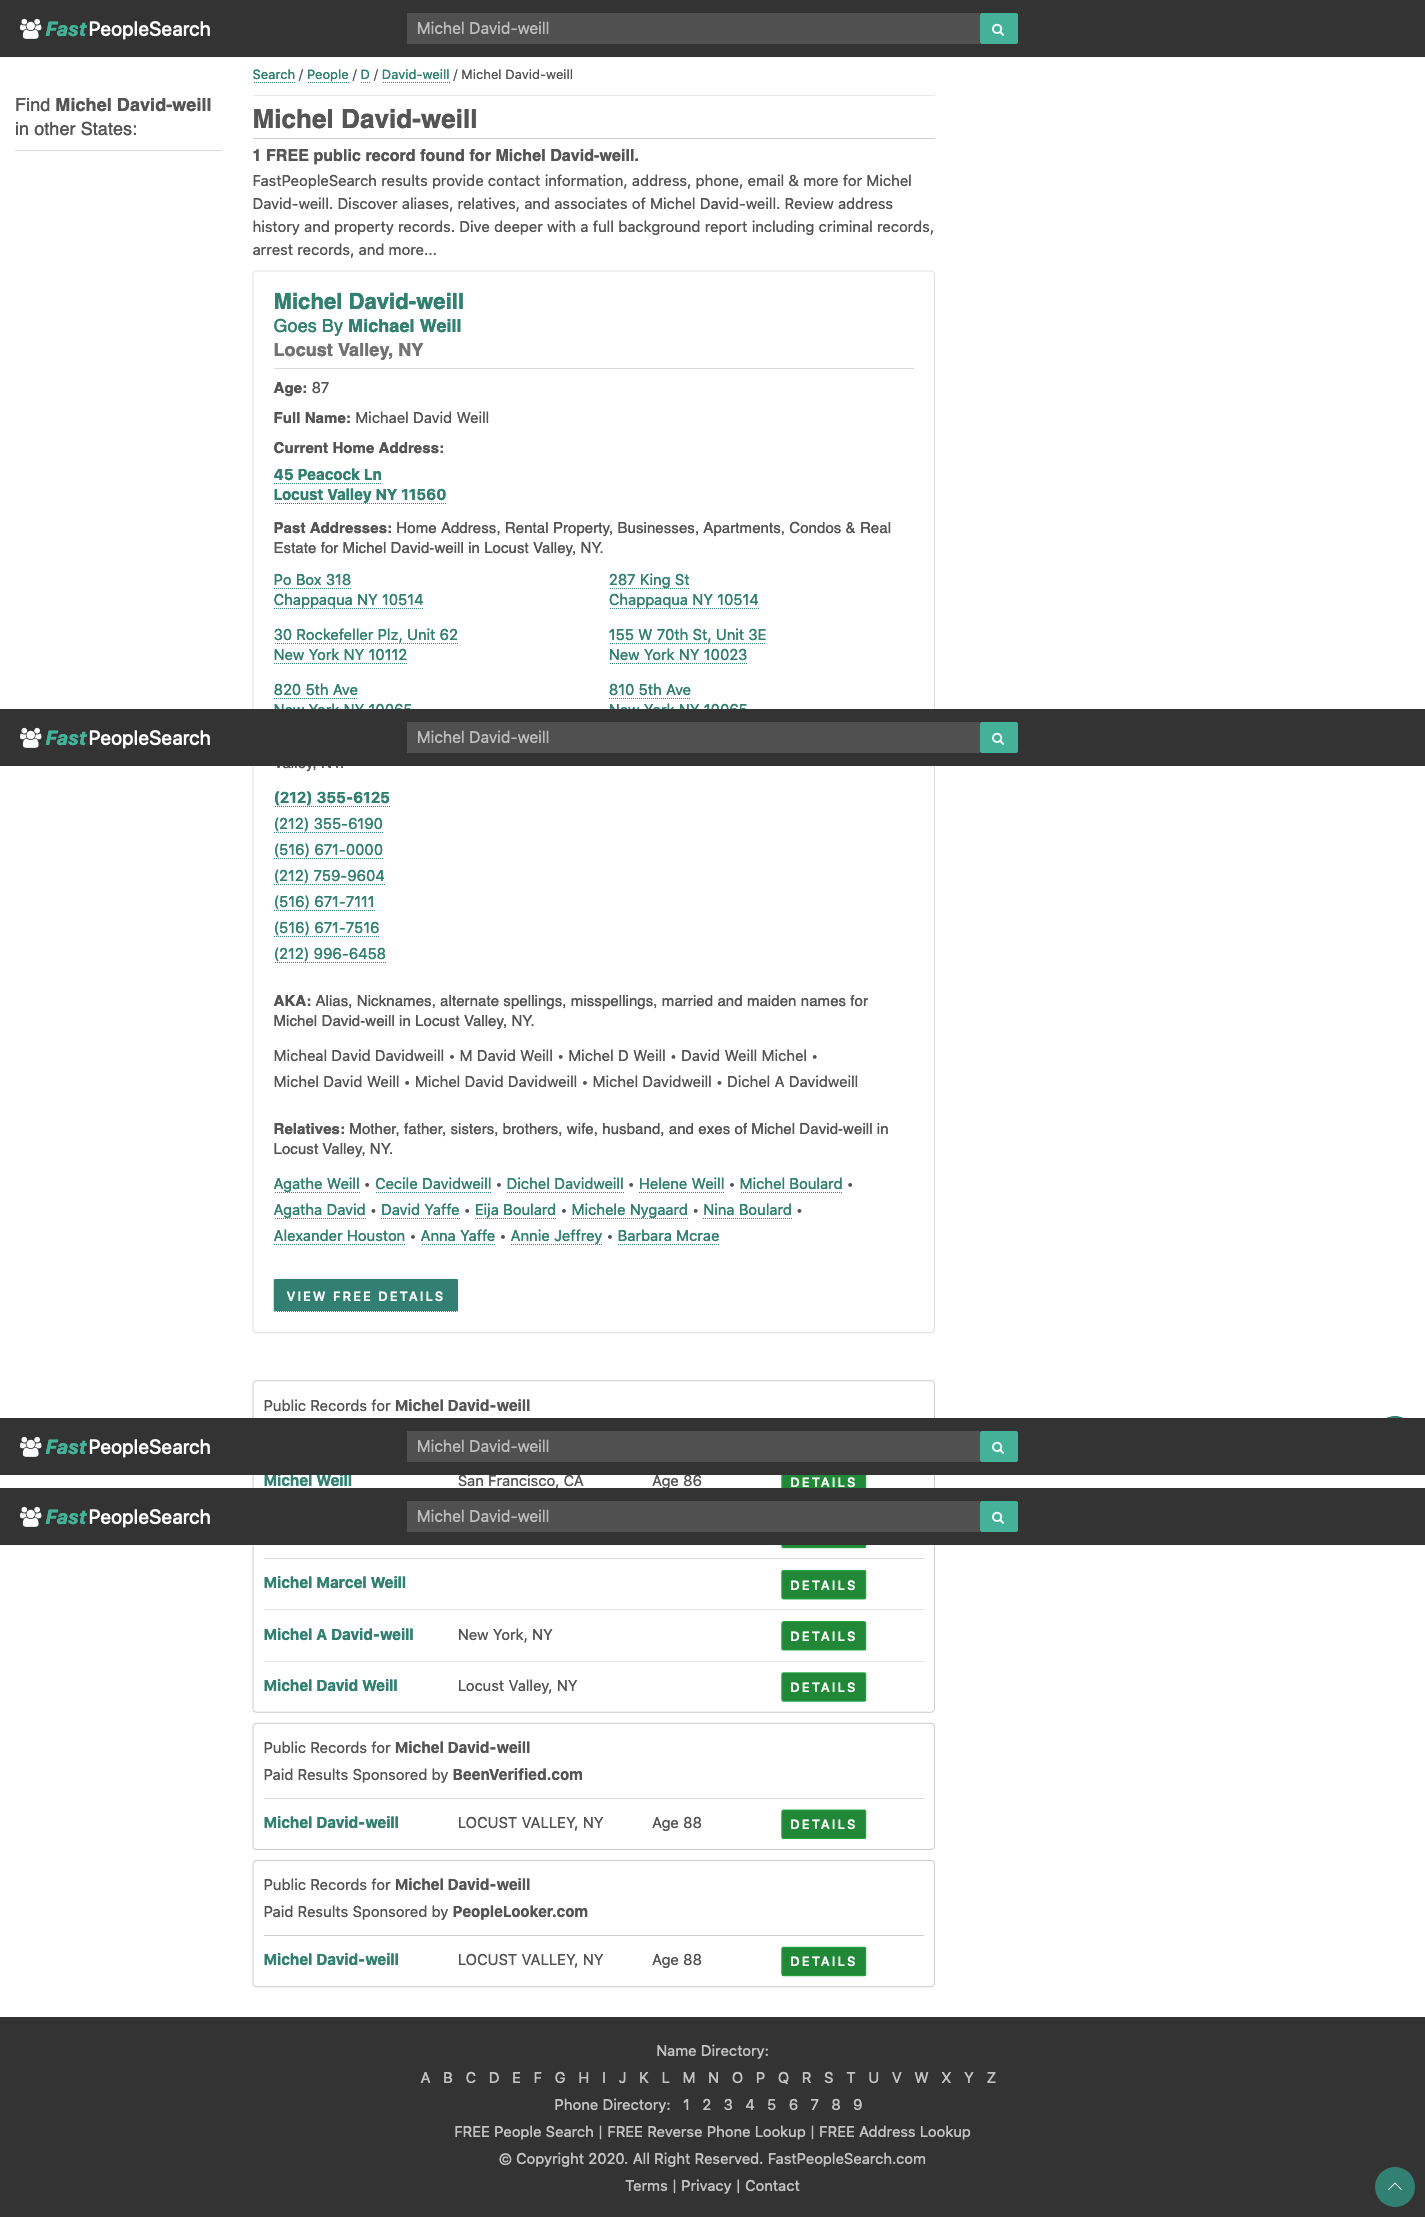 FastPeopleSearch
Michel David-weill
Search / People / D / David-weill / Michel David-weill
Find Michel David-weill
in other States:
Michel David-weill
1 FREE public record found for Michel David-weill.
FastPeopleSearch results provide contact information, address, phone, email & more for Michel
David-weill. Discover aliases, relatives, and associates of Michel David-weill. Review address
history and property records. Dive deeper with a full background report including criminal records,
arrest records, and more...
Michel David-weill
Goes By Michael Weill
Locust Valley, NY
Age: 87
Full Name: Michael David Weill
Current Home Address:
45 Peacock Ln
Locust Valley NY 11560
Past Addresses: Home Address, Rental Property, Businesses, Apartments, Condos & Real
Estate for Michel David-weill in Locust Valley, NY.
Po Box 318
Chappaqua NY 10514
287 King St
Chappaqua NY 10514
30 Rockefeller Plz, Unit 62
New York NY 10112
155 W 70th St, Unit 3E
New York NY 10023
820 5th Ave
New York NY 10065
810 5th Ave
New York NY 10065
FastPeopleSearch
Michel David-weill
(212) 355-6125
(212) 355-6190
(516) 671-0000
(212) 759-9604
(516) 671-7111
(516) 671-7516
(212) 996-6458
AKA: Alias, Nicknames, alternate spellings, misspellings, married and maiden names for
Michel David-weill in Locust Valley, NY.
Micheal David Davidweill • M David Weill • Michel D Weill • David Weill Michel •
Michel David Weill • Michel David Davidweill • Michel Davidweill • Dichel A Davidweill
Relatives: Mother, father, sisters, brothers, wife, husband, and exes of Michel David-weill in
Locust Valley, NY.
Agathe Weill • Cecile Davidweill • Dichel Davidweill • Helene Weill • Michel Boulard •
Agatha David • David Yaffe • Eija Boulard • Michele Nygaard • Nina Boulard •
Alexander Houston • Anna Yaffe • Annie Jeffrey • Barbara Mcrae
VIEW FREE DETAILS
Public Records for Michel David-weill
FastPeopleSearch
Michel David-weill
Michel Weill San Francisco, CA Age 86 DETAILS
FastPeopleSearch
Michel David-weill
Michel Marcel Weill DETAILS
Michel A David-weill New York, NY DETAILS
Michel David Weill Locust Valley, NY DETAILS
Public Records for Michel David-weill
Paid Results Sponsored by BeenVerified.com
Michel David-weill LOCUST VALLEY, NY Age 88 DETAILS
Public Records for Michel David-weill
Paid Results Sponsored by PeopleLooker.com
Michel David-weill LOCUST VALLEY, NY Age 88 DETAILS
Name Directory:
A B C D E F G H I J K L M N O P Q R S T U V W X Y Z
Phone Directory: 1 2 3 4 5 6 7 8 9
FREE People Search | FREE Reverse Phone Lookup | FREE Address Lookup
© Copyright 2020. All Right Reserved. FastPeopleSearch.com
Terms | Privacy | Contact